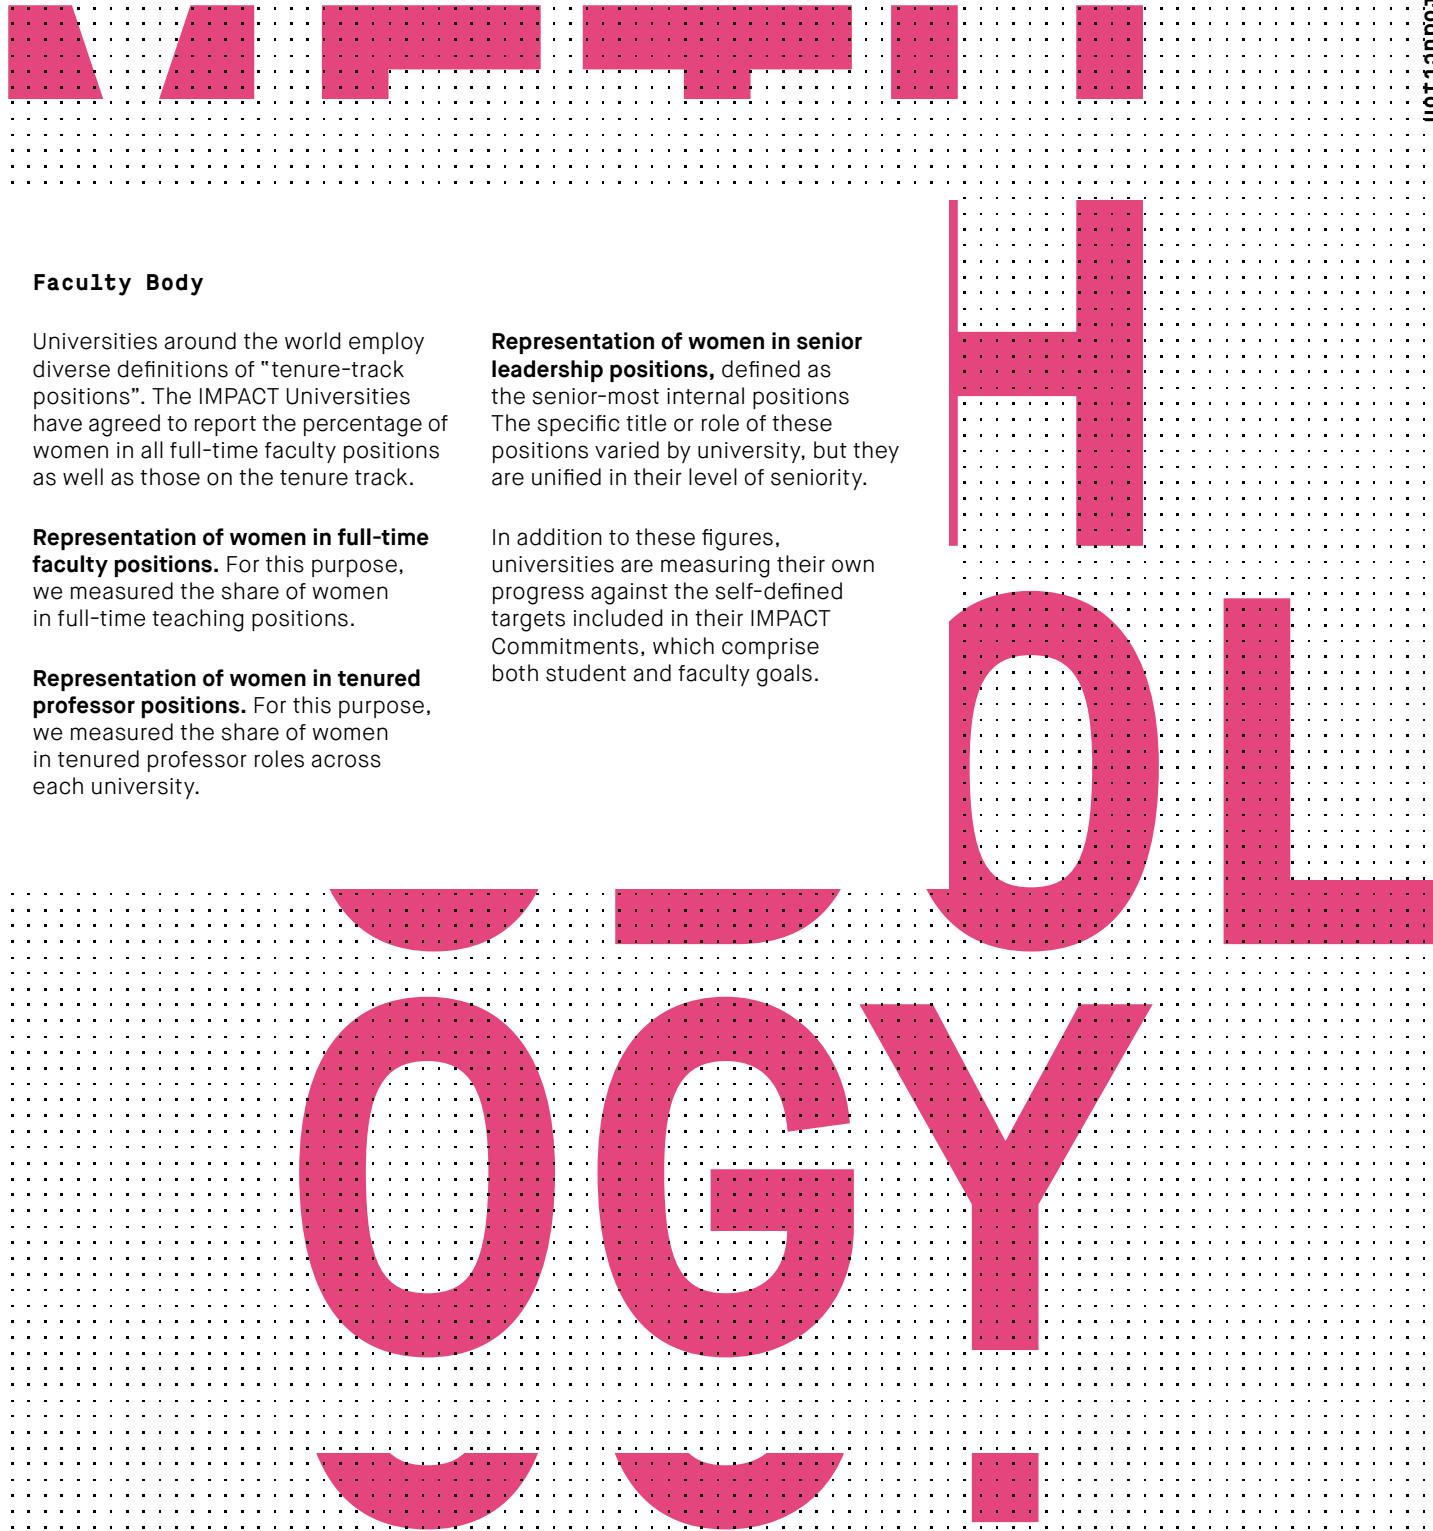 Faculty Body
Universities around the world employ
diverse definitions of "tenure-track
positions". The IMPACT Universities
have agreed to report the percentage of
women in all full-time faculty positions
as well as those on the tenure track.
Representation of women in full-time
faculty positions. For this purpose,
we measured the share of women
in full-time teaching positions.
Representation of women in tenured
professor positions. For this purpose,
we measured the share of women
in tenured professor roles across
each university.
Representation of women in senior
leadership positions, defined as
the senior-most internal positions
The specific title or role of these
positions varied by university, but they
are unified in their level of seniority.
In addition to these figures,
universities are measuring their own
progress against the self-defined
targets included in their IMPACT
Commitments, which comprise
both student and faculty goals.
H
OL
OGY